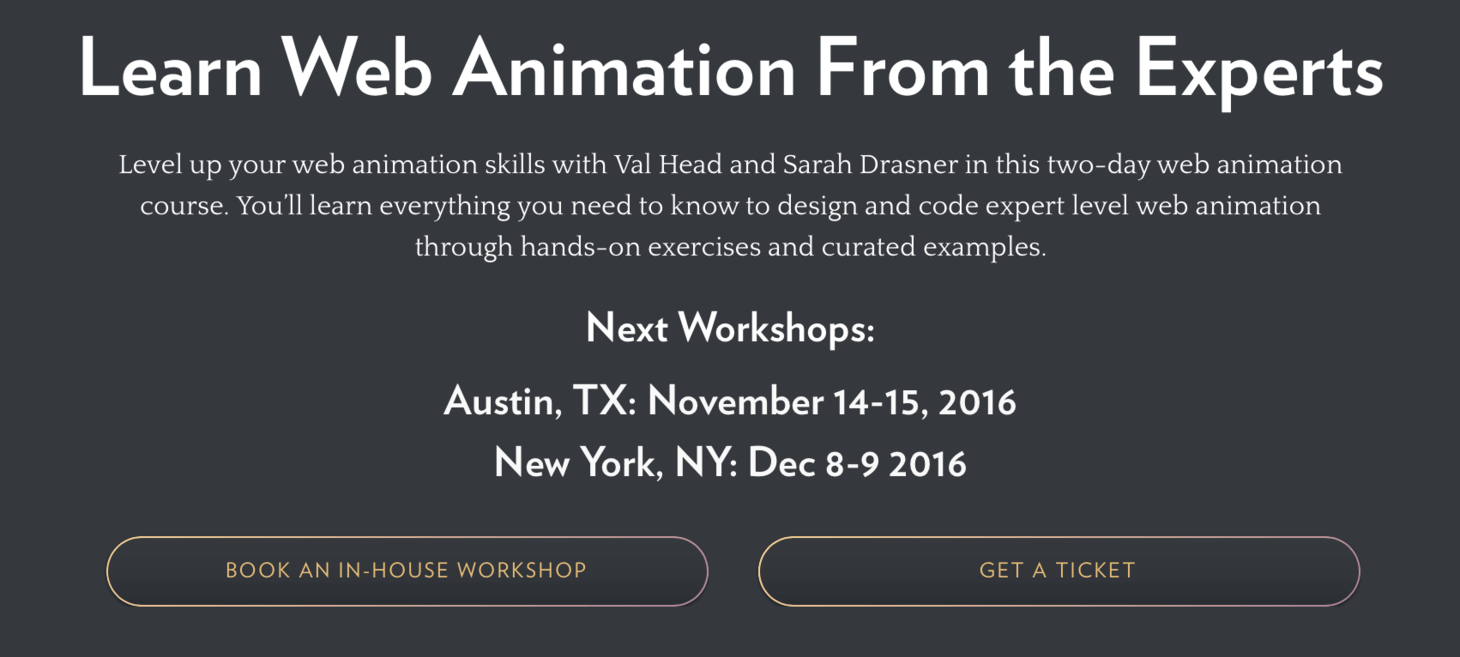 Learn Web Animation From the Experts
Level up your web animation skills with Val Head and Sarah Drasner in this two-day web animation
course. You’ll learn everything you need to know to design and code expert level web animation
through hands-on exercises and curated examples.
Next Workshops:
Austin, TX: November 14-15, 2016
New York, NY: Dec 8-9 2016
BOOK AN IN-HOUSE WORKSHOP
GET A TICKET